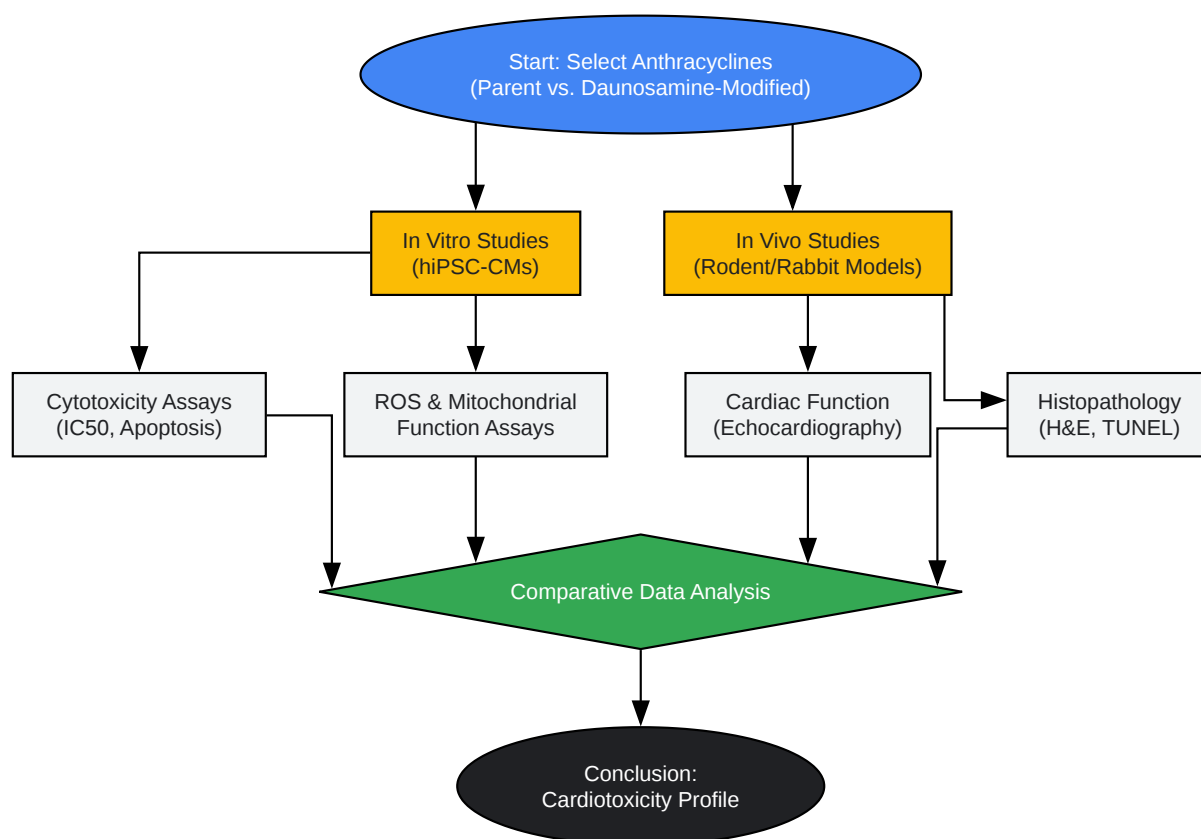 Start: Select Anthracyclines
(Parent vs. Daunosamine-Modified)
In Vitro Studies
(hiPSC-CMs)
In Vivo Studies
(Rodent/Rabbit Models)
Cytotoxicity Assays
(IC50, Apoptosis)
ROS & Mitochondrial
Function Assays
Cardiac Function
(Echocardiography)
Histopathology
(H&E, TUNEL)
Comparative Data Analysis
Conclusion:
Cardiotoxicity Profile